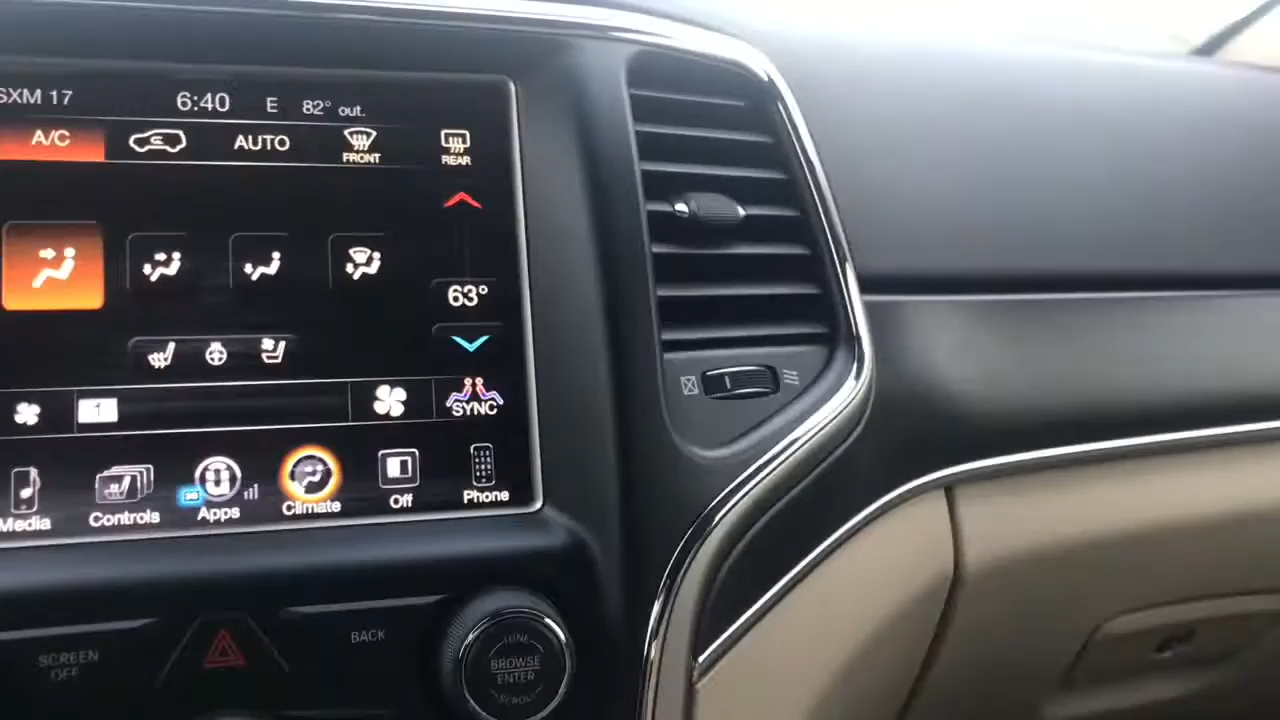 SXM 17 6:40 E 82° out.
A/C AUTO FRONT REAR
63°
1 SYNC
Media Controls Apps Climate Off Phone
SCREEN
OFF
BACK
TUNE
BROWSE
ENTER
SCROLL